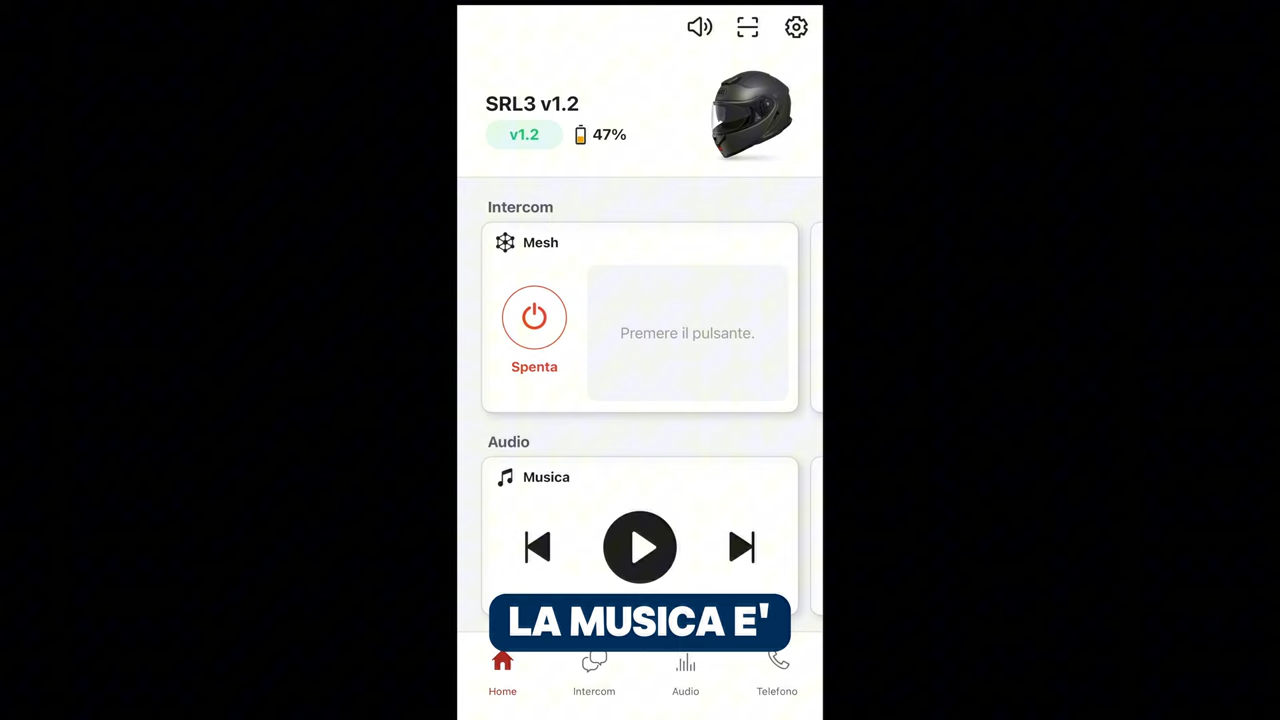 SRL3 v1.2
v1.2
47%
Intercom
Mesh
Premere il pulsante.
Spenta
Audio
Musica
LA MUSICA E'
Home
Intercom
Audio
Telefono